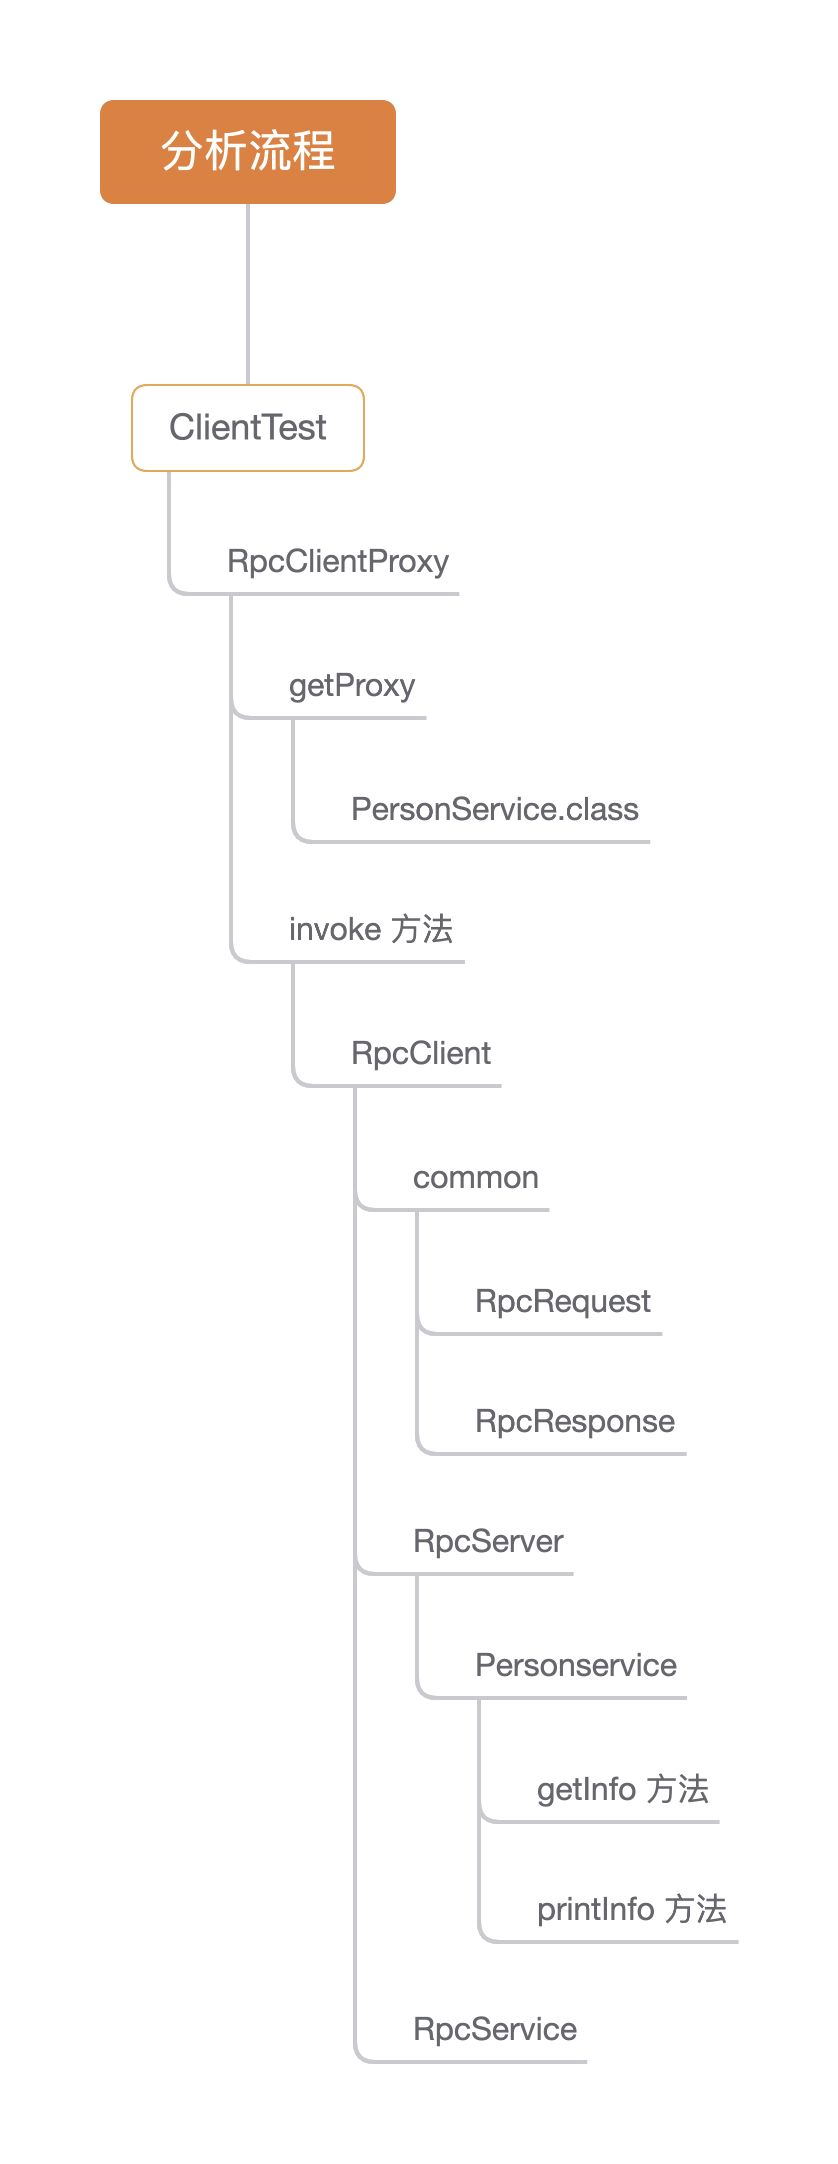 分析流程
ClientTest
RpcClientProxy
getProxy
PersonService.class
invoke 方法
RpcClient
common
RpcRequest
RpcResponse
RpcServer
Personservice
getInfo 方法
printInfo 方法
RpcService